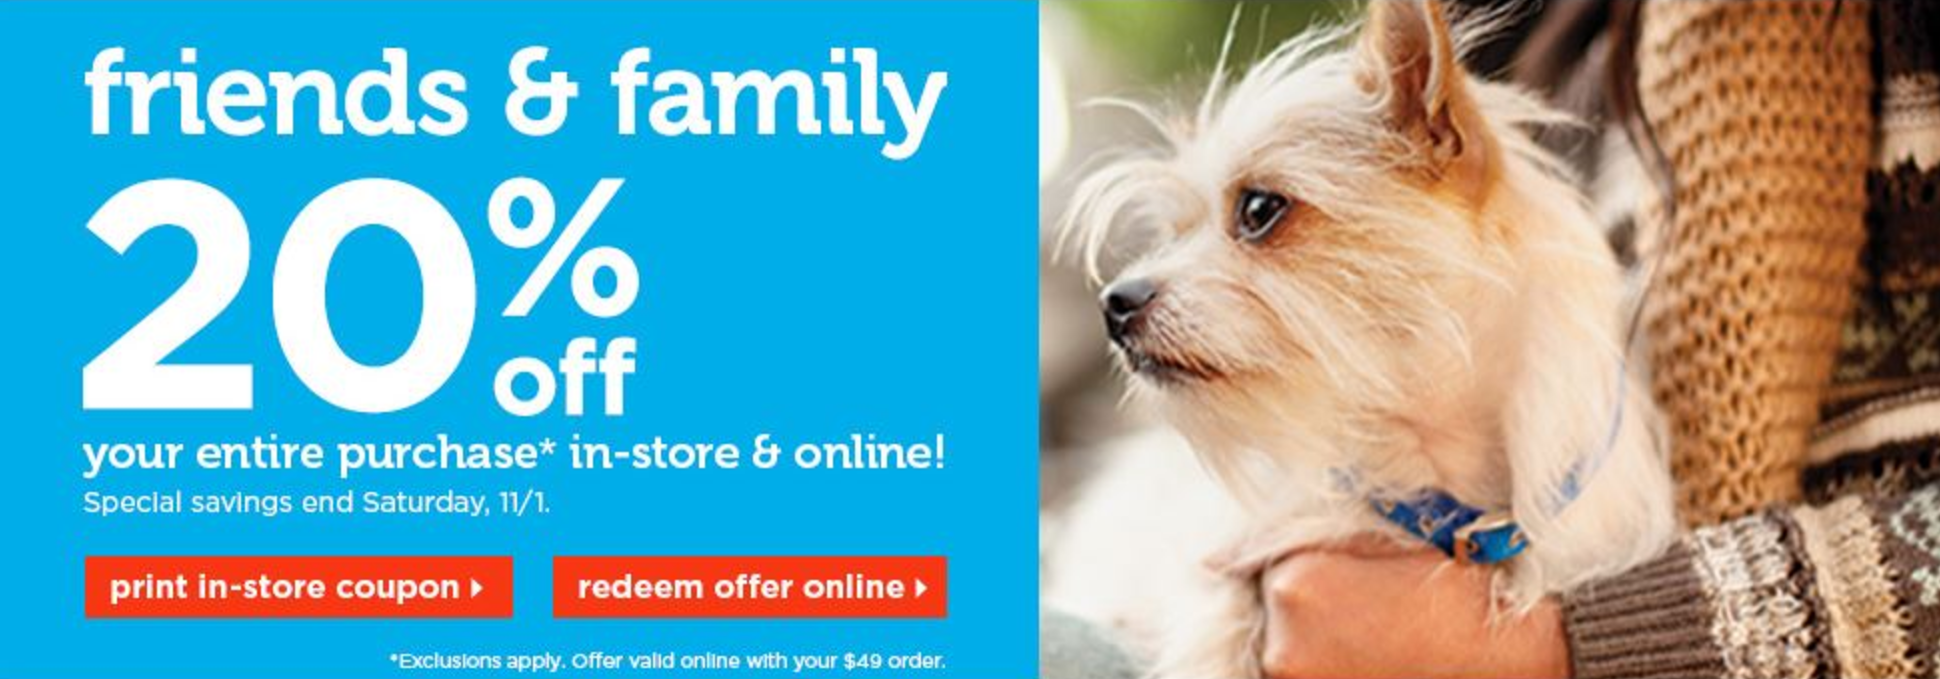 friends & family
20% off
your entire purchase* in-store & online!
Special savings end Saturday, 11/1.
print in-store coupon
redeem offer online
*Exclusions apply. Offer valid online with your $49 order.